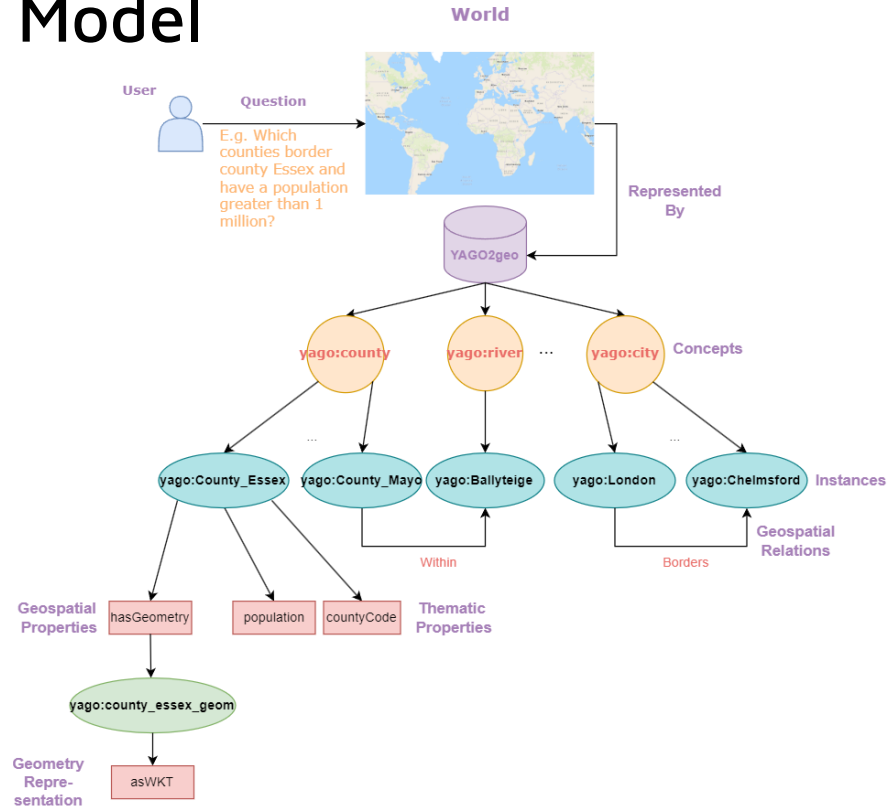 Model
World
User
Question
E.g. Which
counties border
county Essex and
have a population
greater than 1
million?
Represented
By
YAGO2geo
yago:county
yago:river
...
yago:city
Concepts
...
...
yago:County_Essex
yago:County_Mayo
yago:Ballyteige
yago:London
yago:Chelmsford
Instances
Within
Borders
Geospatial
Relations
Geospatial
Properties
hasGeometry
population
countyCode
Thematic
Properties
yago:county_essex_geom
Geometry
Repre-
sentation
asWKT